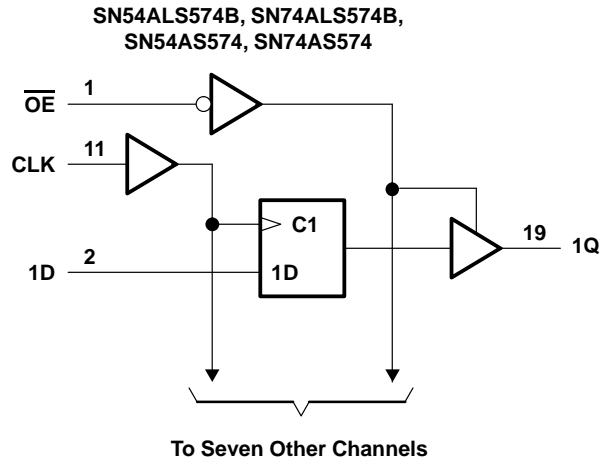 SN54ALS574B, SN74ALS574B,
SN54AS574, SN74AS574
OE
1
CLK
11
C1
1D
2
1D
19
1Q
To Seven Other Channels